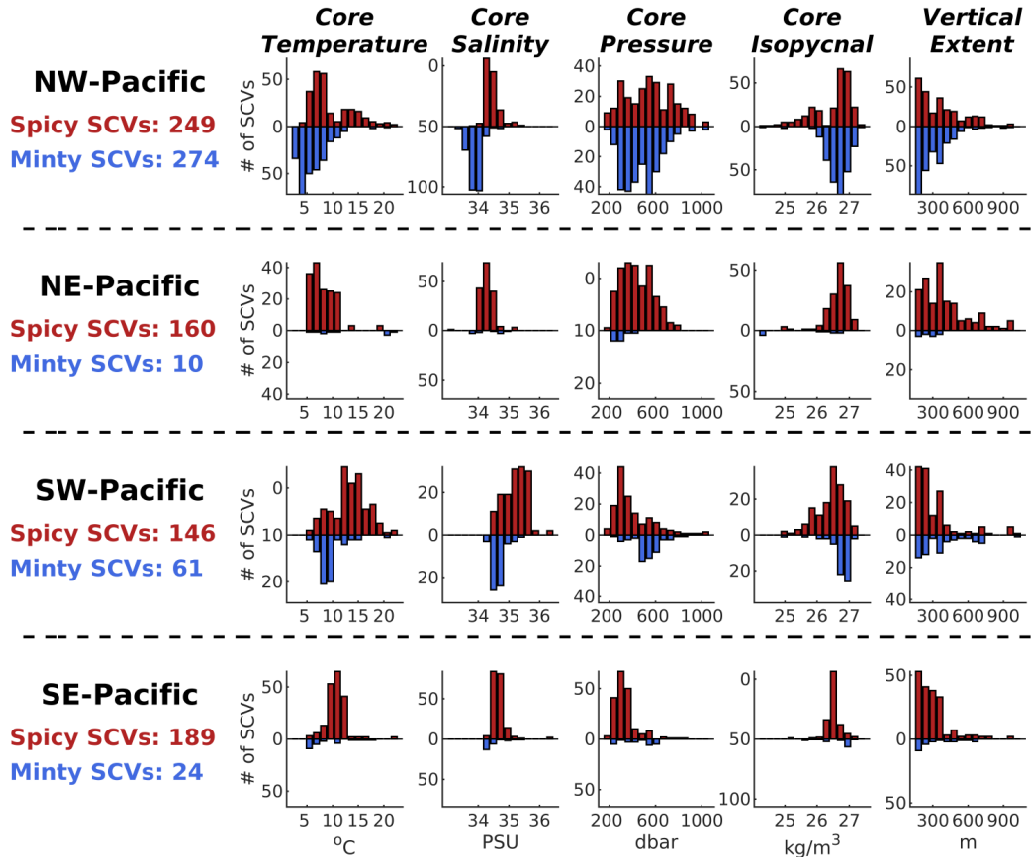 Core Temperature
Core Salinity
Core Pressure
Core Isopycnal
Vertical Extent
NW-Pacific
Spicy SCVs: 249
Minty SCVs: 274
# of SCVs
50
0
50
5 10 15 20
0
50
100
34 35 36
40
20
0
20
40
200 600 1000
50
0
50
25 26 27
50
0
50
300 600 900
NE-Pacific
Spicy SCVs: 160
Minty SCVs: 10
# of SCVs
40
20
0
20
40
5 10 15 20
50
0
50
34 35 36
0
10
20
200 600 1000
50
0
50
25 26 27
20
0
20
300 600 900
SW-Pacific
Spicy SCVs: 146
Minty SCVs: 61
# of SCVs
0
10
20
5 10 15 20
20
0
20
34 35 36
40
20
0
20
40
200 600 1000
20
0
20
25 26 27
40
20
0
20
40
300 600 900
SE-Pacific
Spicy SCVs: 189
Minty SCVs: 24
# of SCVs
50
0
50
5 10 15 20
°C
50
0
50
34 35 36
PSU
50
0
50
200 600 1000
dbar
0
50
100
25 26 27
kg/m³
50
0
50
300 600 900
m